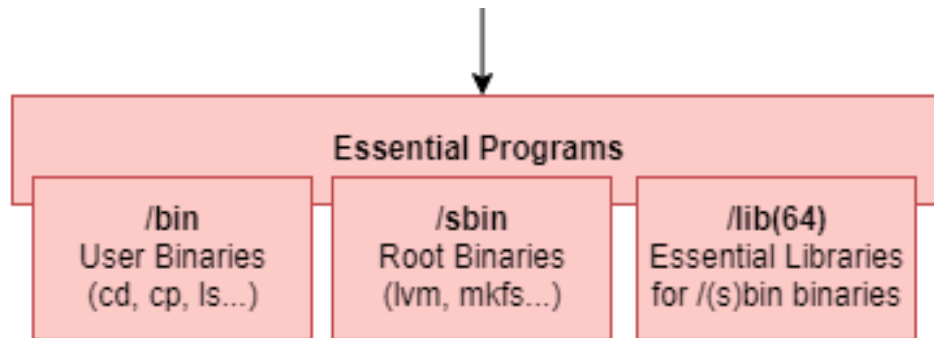 Essential Programs
/bin
User Binaries
(cd, cp, ls...)
/sbin
Root Binaries
(lvm, mkfs...)
/lib(64)
Essential Libraries
for /(s)bin binaries